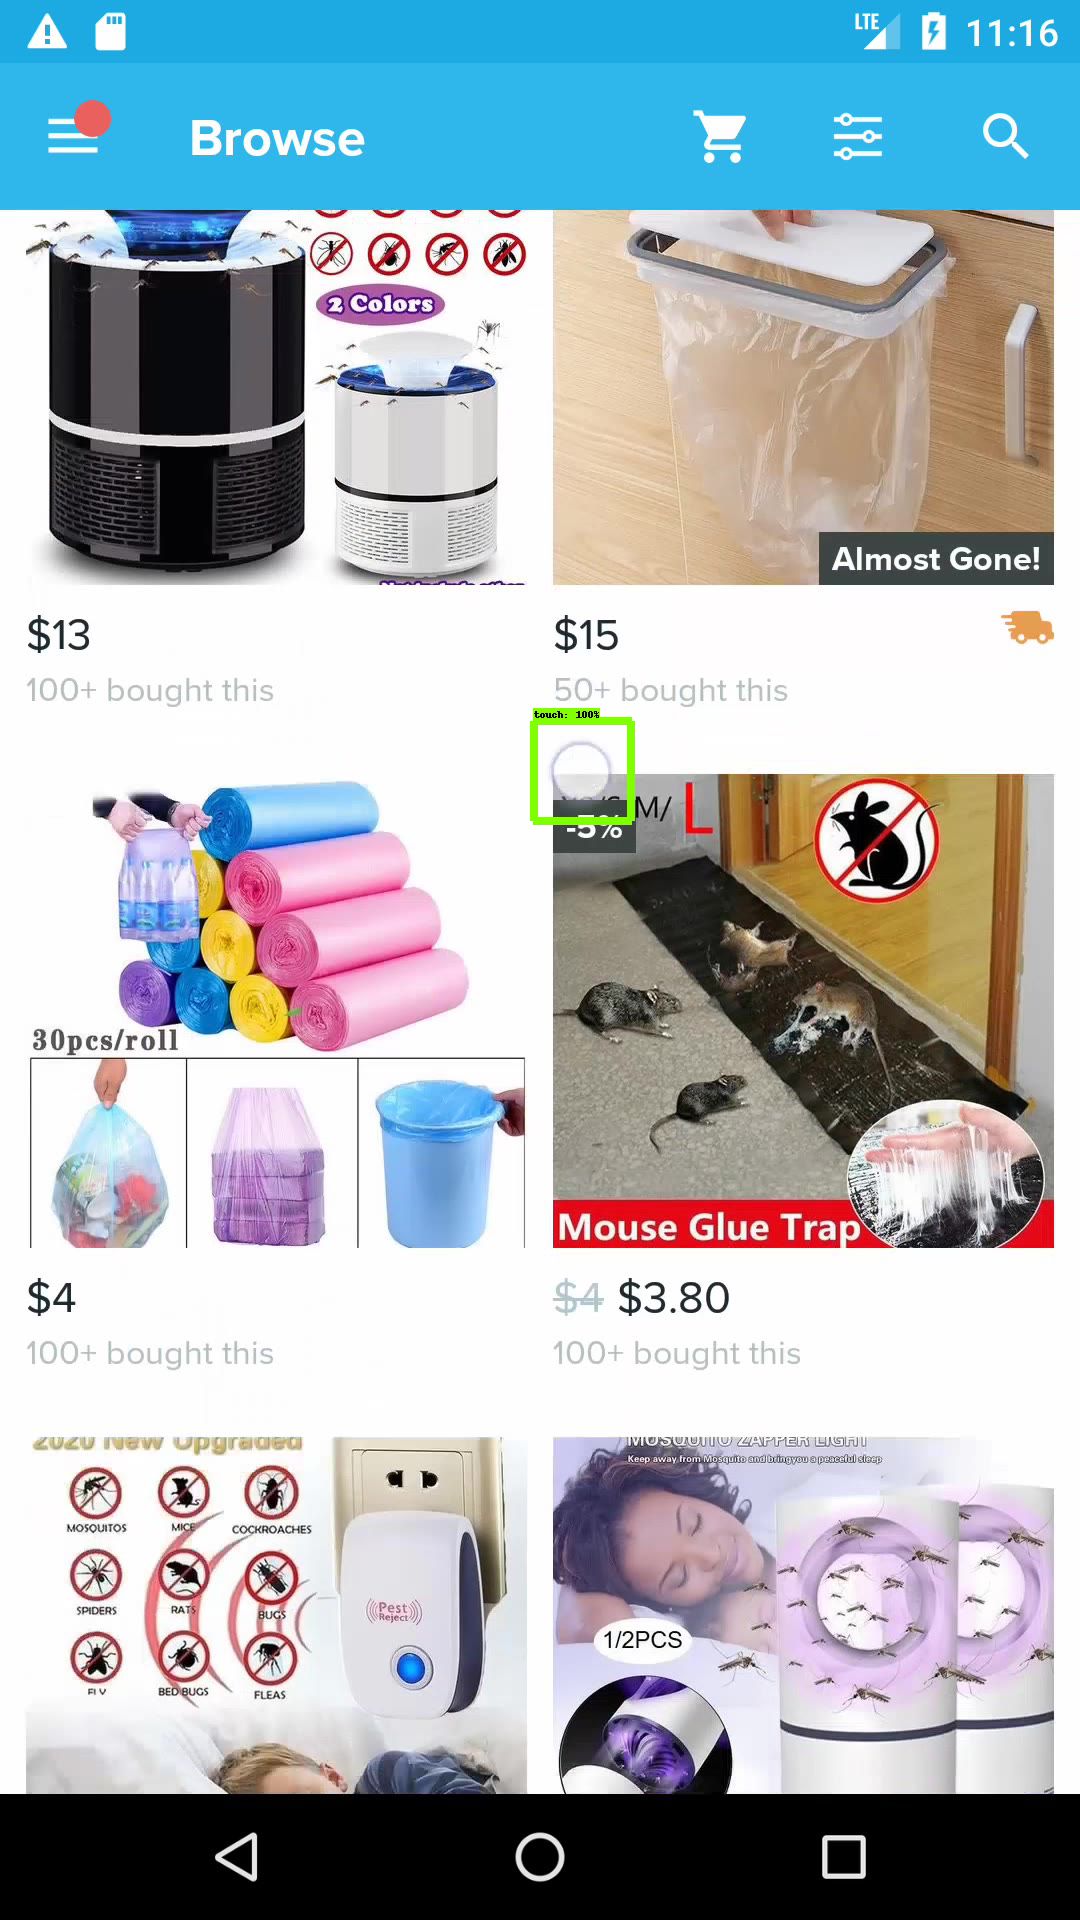 LTE 11:16
Browse
2 Colors
Almost Gone!
$13
$15
100+ bought this
50+ bought this
touch: 100%
M/ L
-5%
30pcs/roll
Mouse Glue Trap
$4
$4 $3.80
100+ bought this
100+ bought this
2020 New Upgraded
MOSQUITOS MICE COCKROACHES
SPIDERS RATS BUGS
FLY BED BUGS FLEAS
Pest
Reject
MOSQUITO ZAPPER LIGHT
Keep away from Mosquito and bringyou a peaceful sleep
1/2PCS